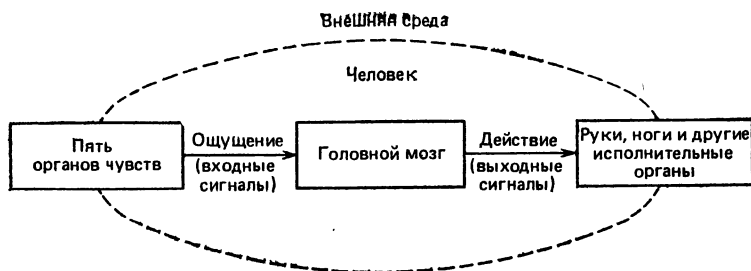 Внешняя среда
Человек
Пять
органов чувств
Ощущение
(входные
сигналы)
Головной мозг
Действие
(выходные
сигналы)
Руки, ноги и другие
исполнительные
органы